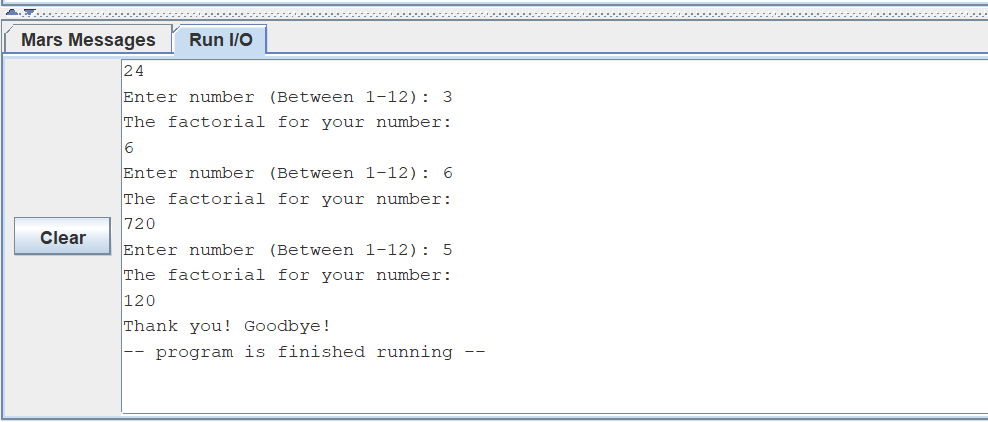 Mars Messages Run I/O
24
Enter number (Between 1-12): 3
The factorial for your number:
6
Enter number (Between 1-12): 6
The factorial for your number:
720
Clear
Enter number (Between 1-12): 5
The factorial for your number:
120
Thank you! Goodbye!
-- program is finished running --